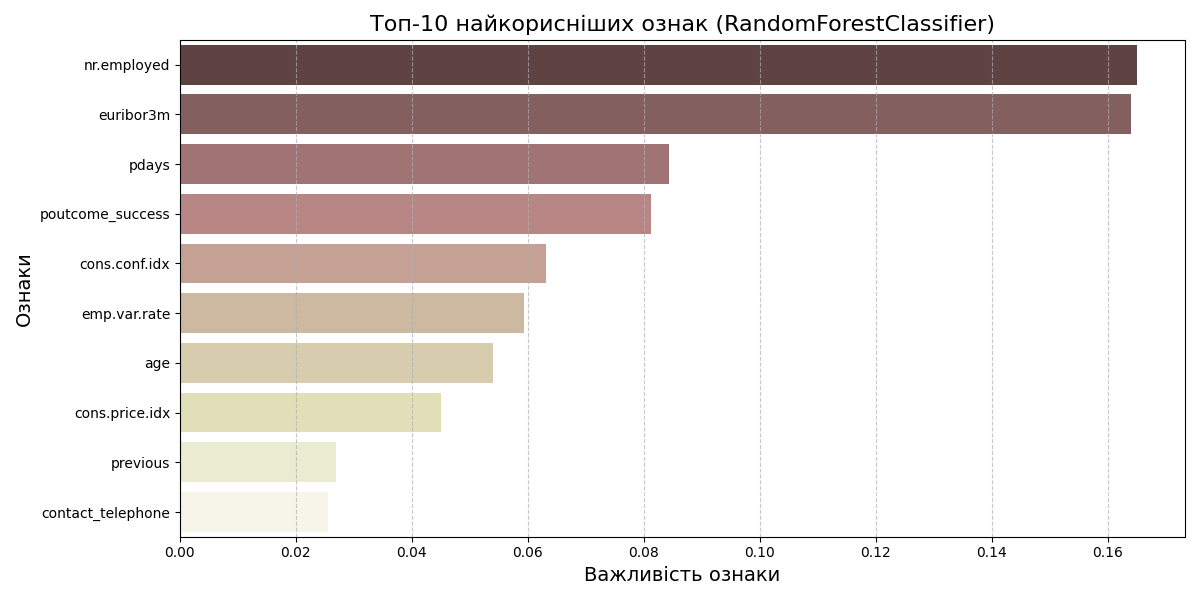 Топ-10 найкорисніших ознак (RandomForestClassifier)
Ознаки
nr.employed
euribor3m
pdays
poutcome_success
cons.conf.idx
emp.var.rate
age
cons.price.idx
previous
contact_telephone
0.00 0.02 0.04 0.06 0.08 0.10 0.12 0.14 0.16
Важливість ознаки